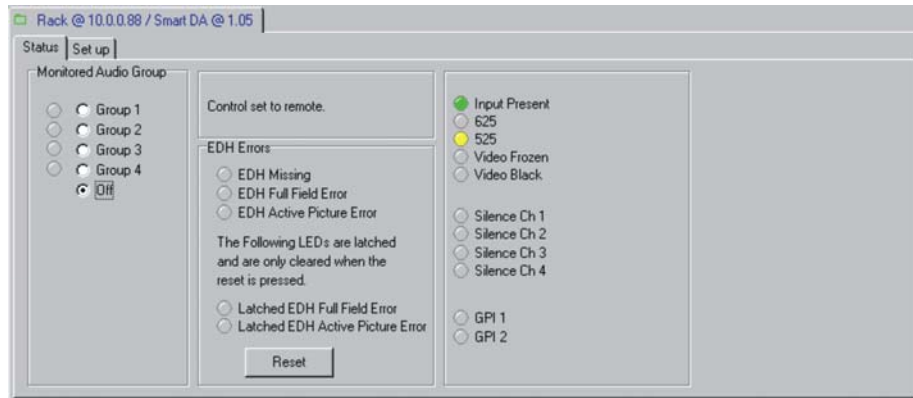 Rack @ 10.0.0.88 / Smart DA @ 1.05
Status
Set up
Monitored Audio Group
Group 1
Group 2
Group 3
Group 4
Off
Control set to remote.
EDH Errors
EDH Missing
EDH Full Field Error
EDH Active Picture Error
The Following LEDs are latched
and are only cleared when the
reset is pressed.
Latched EDH Full Field Error
Latched EDH Active Picture Error
Reset
Input Present
625
525
Video Frozen
Video Black
Silence Ch 1
Silence Ch 2
Silence Ch 3
Silence Ch 4
GPI 1
GPI 2